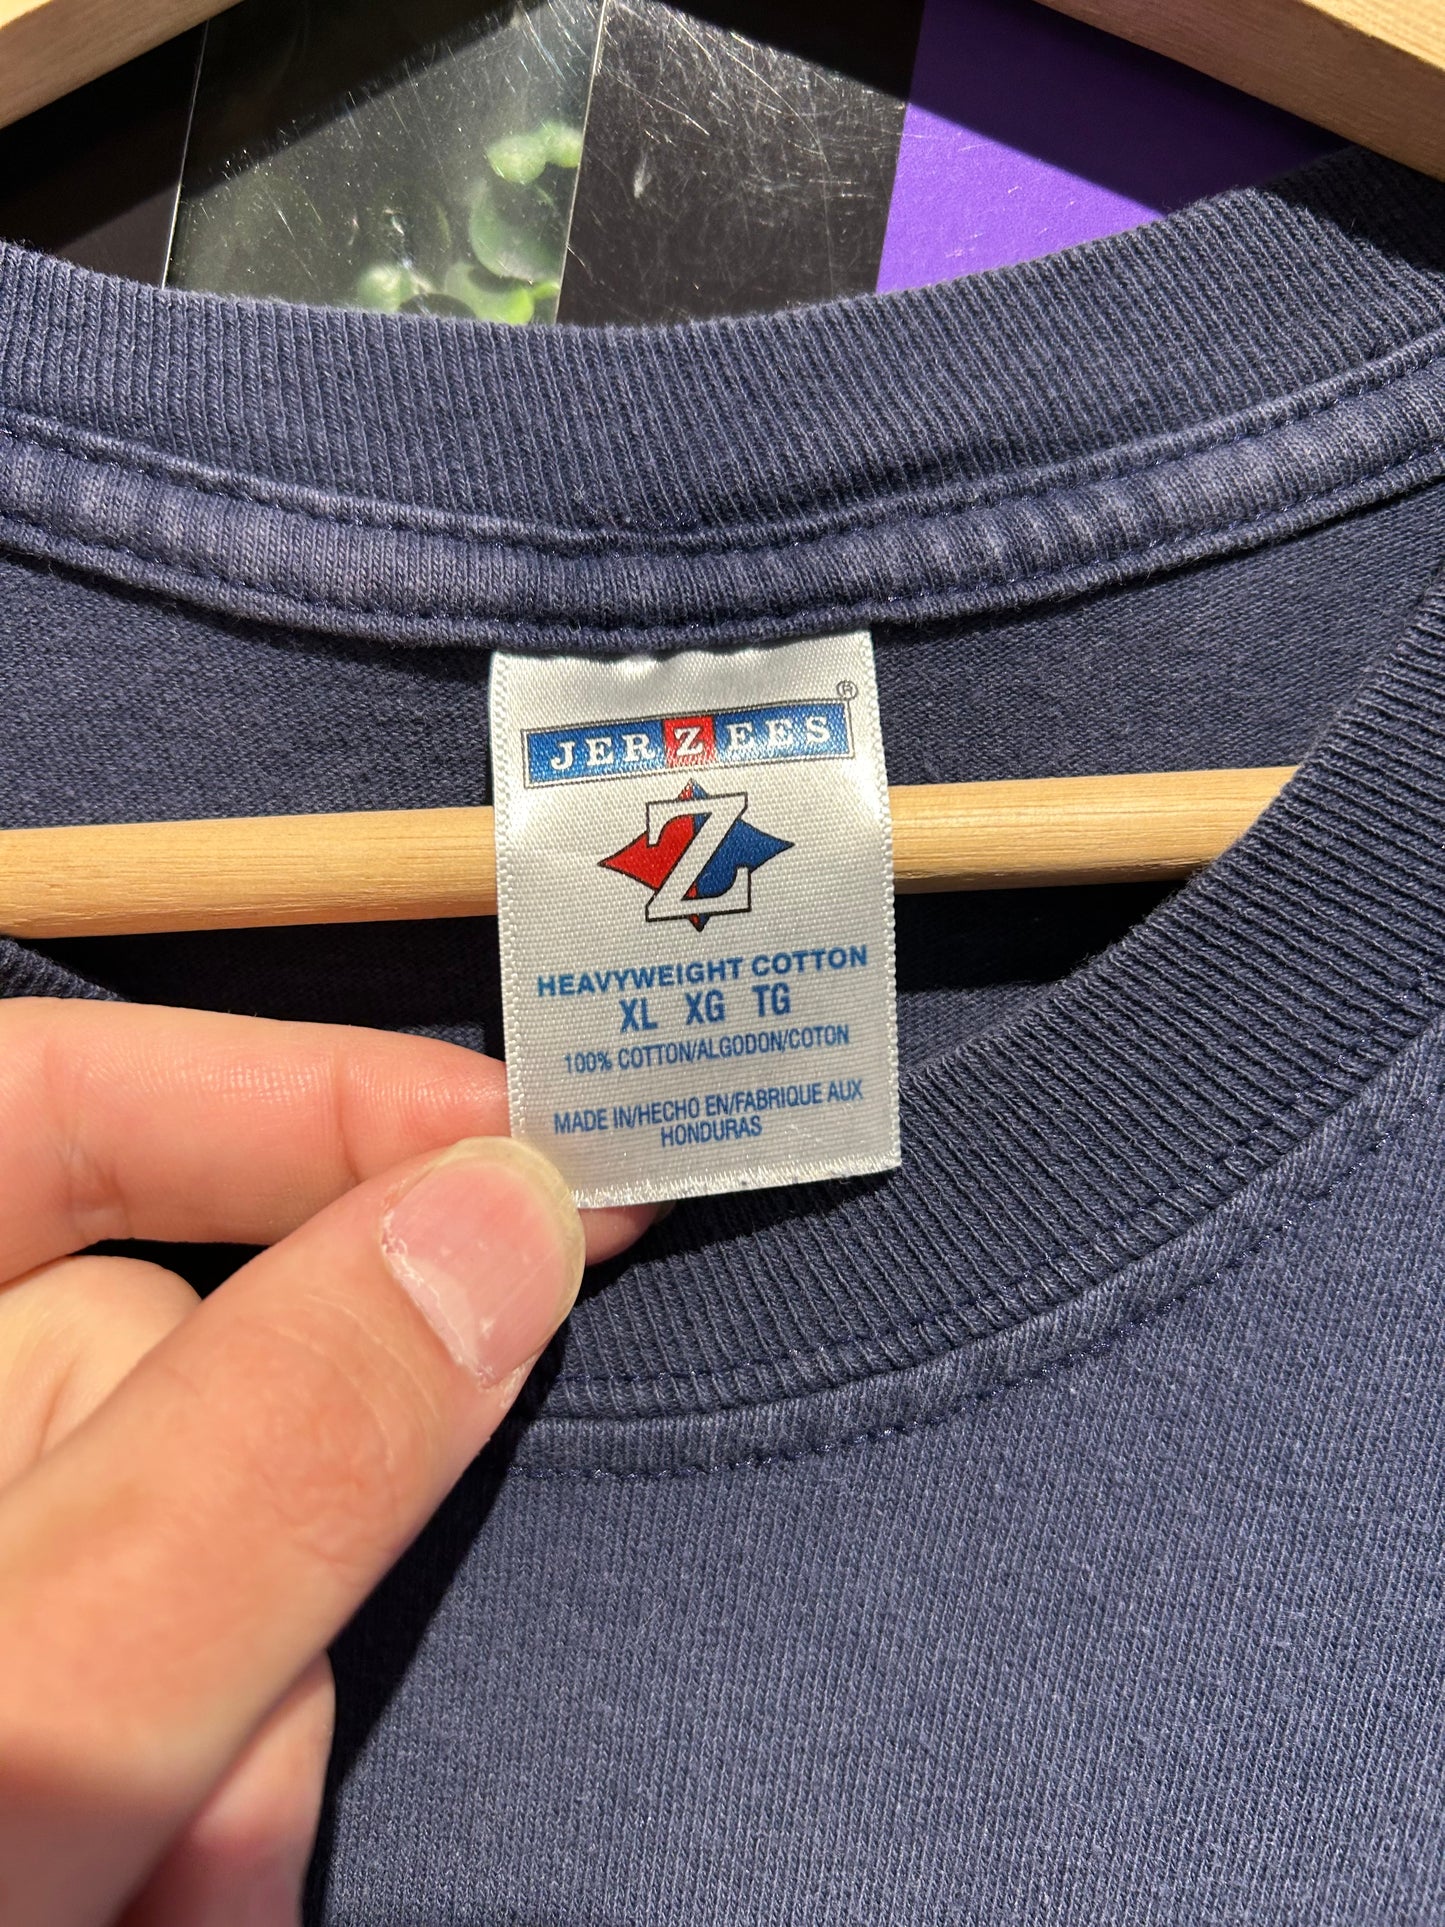 JERZEES ®
Z
HEAVYWEIGHT COTTON
XL XG TG
100% COTTON/ALGODON/COTON
MADE IN/HECHO EN/FABRIQUE AUX
HONDURAS